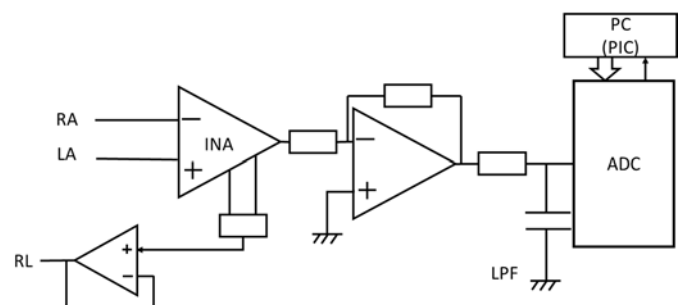 PC
(PIC)
RA
−
INA
LA
+
−
+
ADC
RL
+
−
LPF